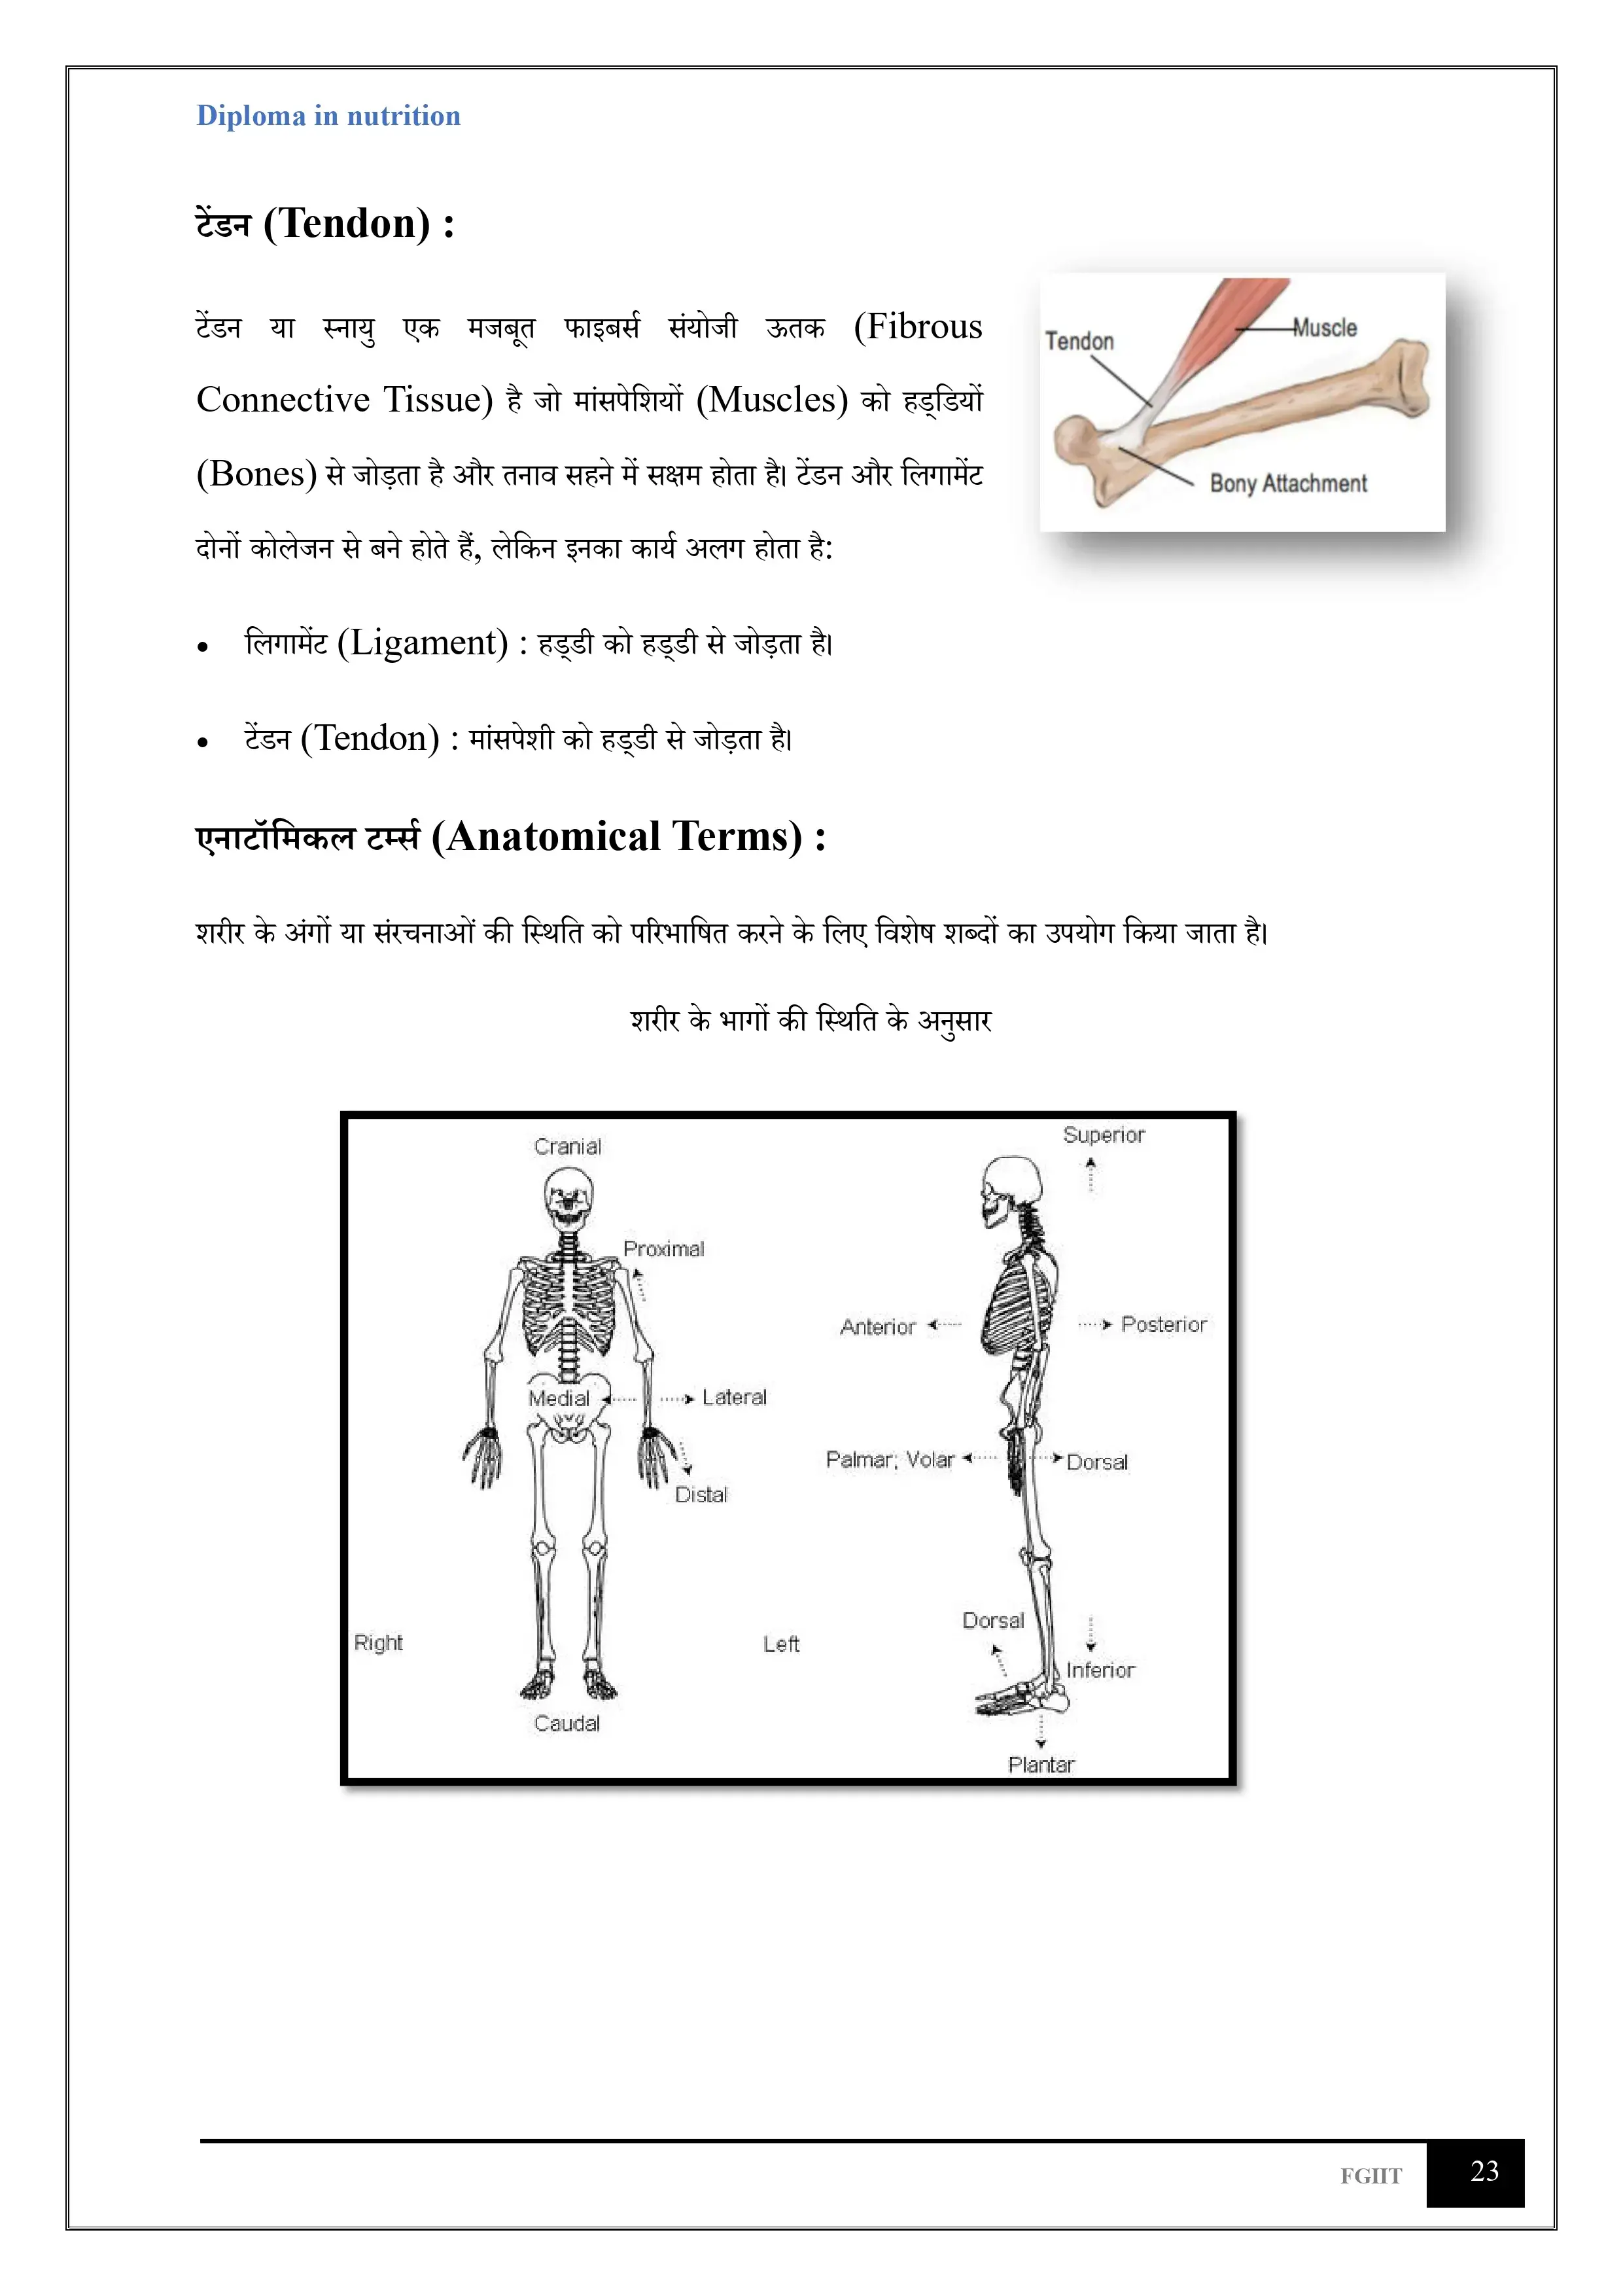 Diploma in nutrition
टेंडन (Tendon) :
टेंडन या स्नायु एक मजबूत फाइबर्स संयोजी ऊतक (Fibrous
Connective Tissue) है जो मांसपेशियों (Muscles) को हड्डियों
(Bones) से जोड़ता है और तनाव सहने में सक्षम होता है। टेंडन और लिगामेंट
दोनों कोलेजन से बने होते हैं, लेकिन इनका कार्य अलग होता है:
Tendon
Muscle
Bony Attachment
• लिगामेंट (Ligament) : हड्डी को हड्डी से जोड़ता है।
• टेंडन (Tendon) : मांसपेशी को हड्डी से जोड़ता है।
एनाटॉमिकल टर्म्स (Anatomical Terms) :
शरीर के अंगों या संरचनाओं की स्थिति को परिभाषित करने के लिए विशेष शब्दों का उपयोग किया जाता है।
शरीर के भागों की स्थिति के अनुसार
Cranial
Proximal
Medial
Lateral
Distal
Right
Left
Caudal
Superior
Anterior
Posterior
Palmar; Volar
Dorsal
Dorsal
Inferior
Plantar
FGIIT
23